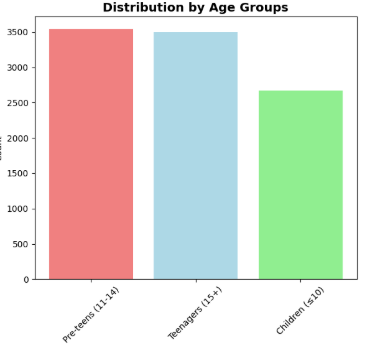 Distribution by Age Groups
3500
3000
2500
2000
1500
1000
500
0
Pre-teens (11-14)
Teenagers (15+)
Children (≤10)